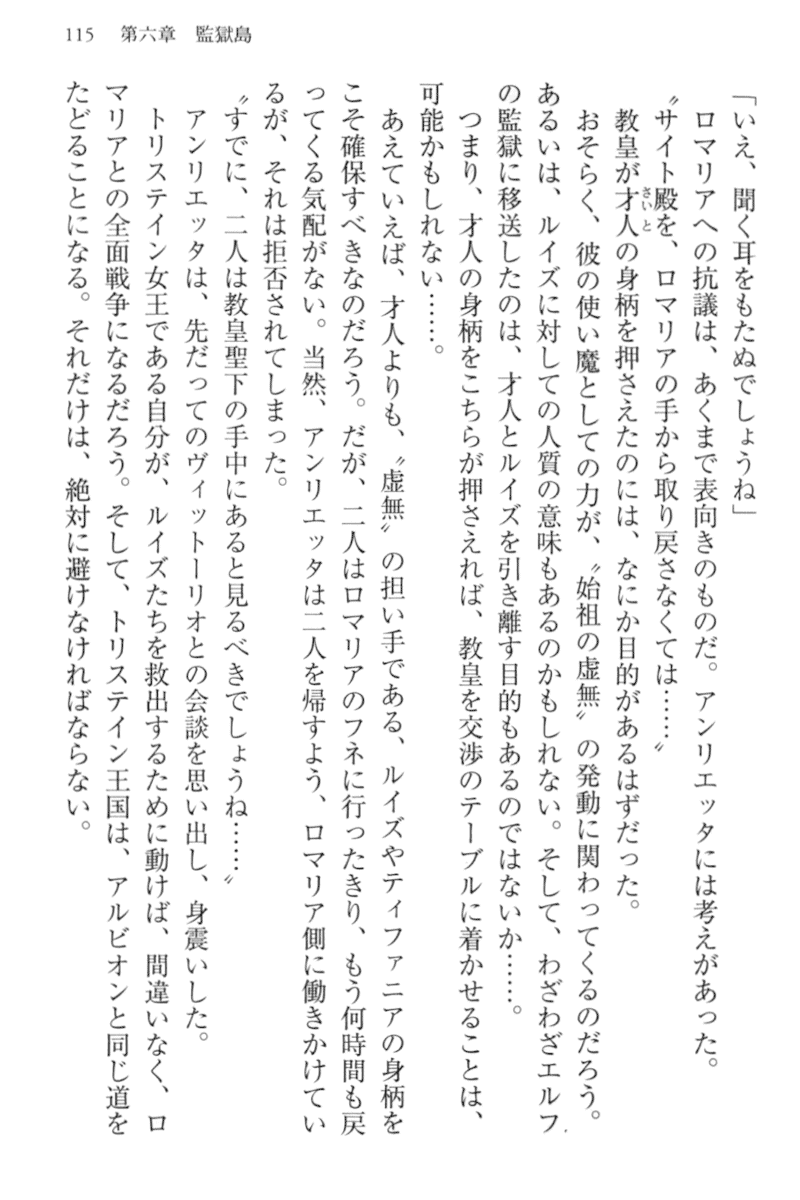 115　第六章　監獄島
「いえ、聞く耳をもたぬでしょうね」
　ロマリアへの抗議は、あくまで表向きのものだ。アンリエッタには考えがあった。
〝サイト殿を、ロマリアの手から取り戻さなくては……〟
　教皇が才人の身柄を押さえたのには、なにか目的があるはずだった。
さいと
　おそらく、彼の使い魔としての力が、〝始祖の虚無〟の発動に関わってくるのだろう。
あるいは、ルイズに対しての人質の意味もあるのかもしれない。そして、わざわざエルフ
の監獄に移送したのは、才人とルイズを引き離す目的もあるのではないか……。
　つまり、才人の身柄をこちらが押さえれば、教皇を交渉のテーブルに着かせることは、
可能かもしれない……。
　あえていえば、才人よりも、〝虚無〟の担い手である、ルイズやティファニアの身柄を
こそ確保すべきなのだろう。だが、二人はロマリアのフネに行ったきり、もう何時間も戻
ってくる気配がない。当然、アンリエッタは二人を帰すよう、ロマリア側に働きかけてい
るが、それは拒否されてしまった。
〝すでに、二人は教皇聖下の手中にあると見るべきでしょうね……〟
　アンリエッタは、先だってのヴィットーリオとの会談を思い出し、身震いした。
　トリステイン女王である自分が、ルイズたちを救出するために動けば、間違いなく、ロ
マリアとの全面戦争になるだろう。そして、トリステイン王国は、アルビオンと同じ道を
たどることになる。それだけは、絶対に避けなければならない。